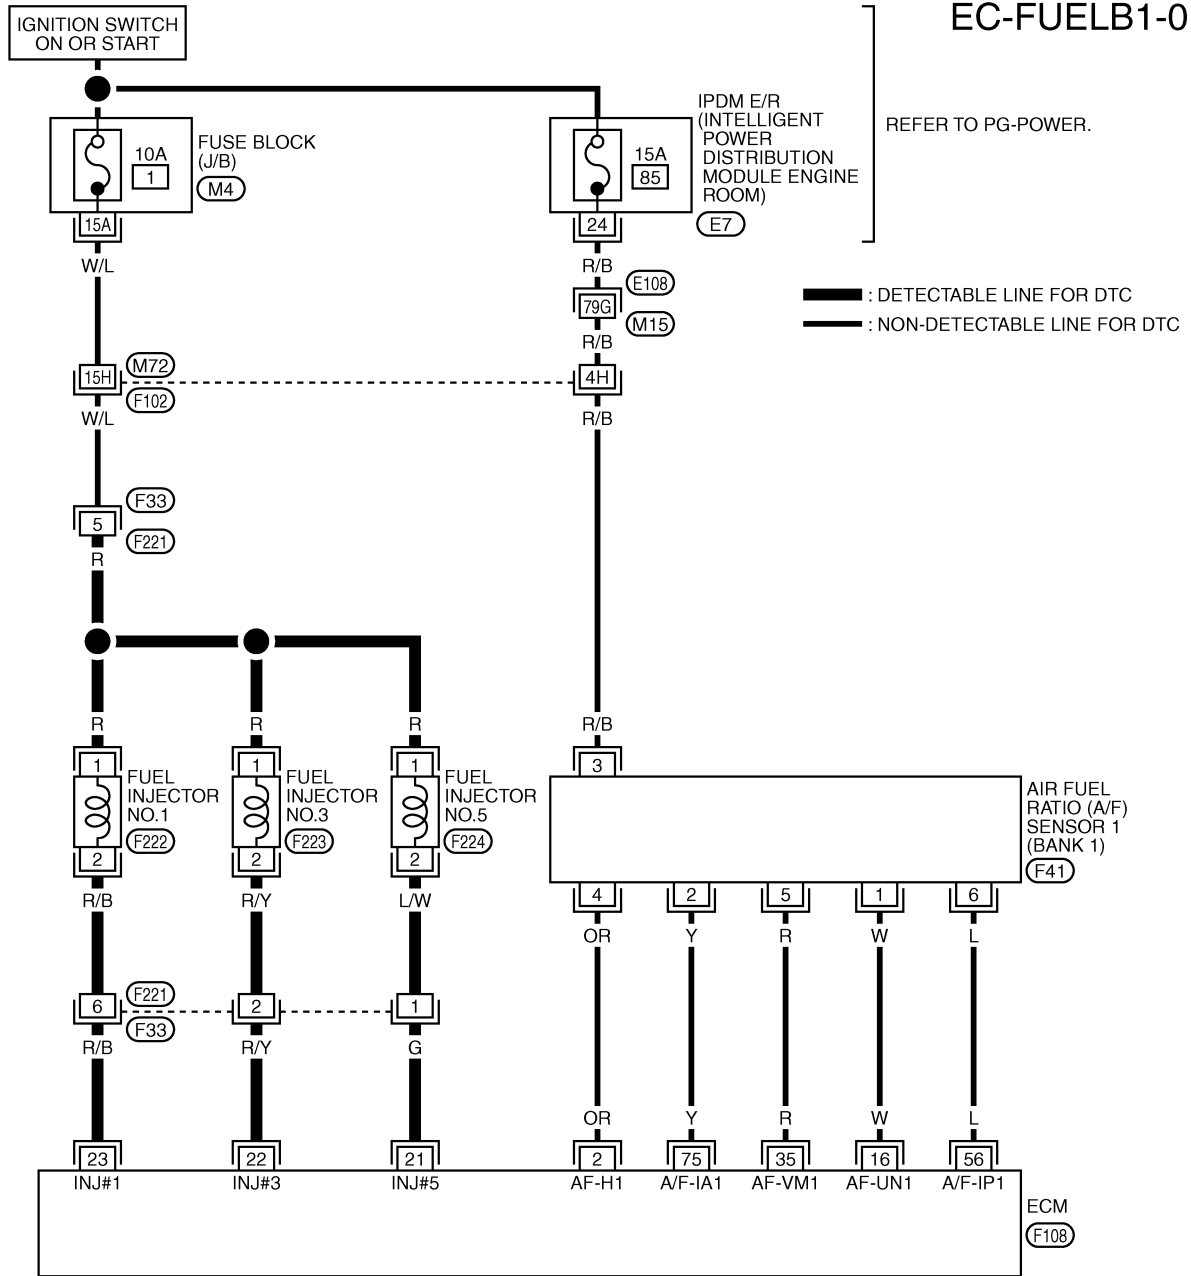 EC-FUELB1-0
IGNITION SWITCH
ON OR START
IPDM E/R
(INTELLIGENT
POWER
DISTRIBUTION
MODULE ENGINE
ROOM)
E7
REFER TO PG-POWER.
10A
1
FUSE BLOCK
(J/B)
M4
15A
85
15A
24
W/L
R/B
E108
79G
M15
R/B
: DETECTABLE LINE FOR DTC
: NON-DETECTABLE LINE FOR DTC
15H
M72
F102
4H
W/L
R/B
F33
5
F221
R
R
R
R
R/B
1
1
1
3
FUEL
INJECTOR
NO.1
F222
FUEL
INJECTOR
NO.3
F223
FUEL
INJECTOR
NO.5
F224
AIR FUEL
RATIO (A/F)
SENSOR 1
(BANK 1)
F41
2
2
2
4
2
5
1
6
R/B
R/Y
L/W
OR
Y
R
W
L
6
F221
F33
2
1
R/B
R/Y
G
OR
Y
R
W
L
23
22
21
2
75
35
16
56
INJ#1
INJ#3
INJ#5
AF-H1
A/F-IA1
AF-VM1
AF-UN1
A/F-IP1
ECM
F108